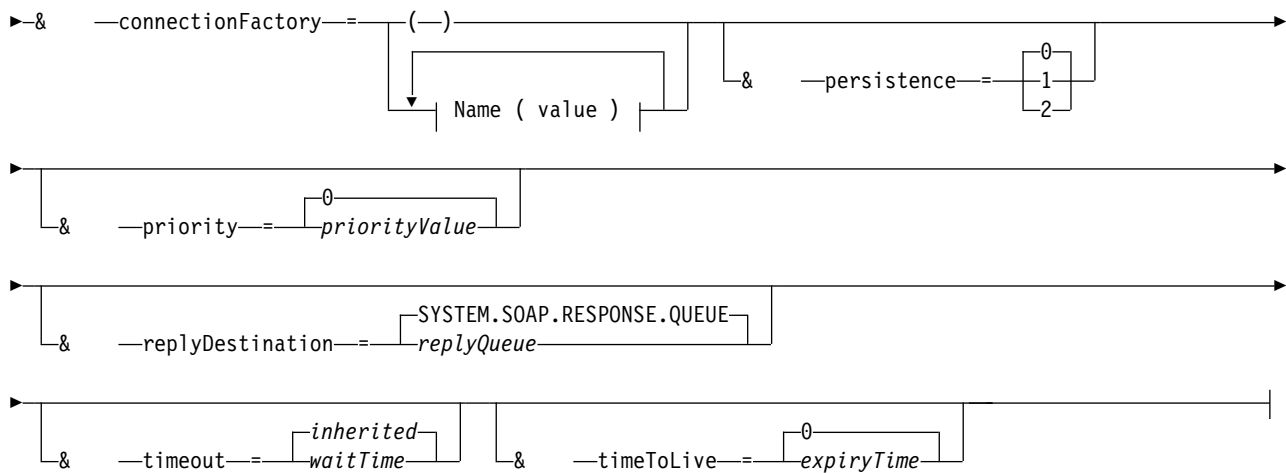 & connectionFactory = ( )
Name ( value )
& persistence = 0
1
2
& priority = 0
priorityValue
& replyDestination = SYSTEM.SOAP.RESPONSE.QUEUE
replyQueue
& timeout = inherited
waitTime
& timeToLive = 0
expiryTime